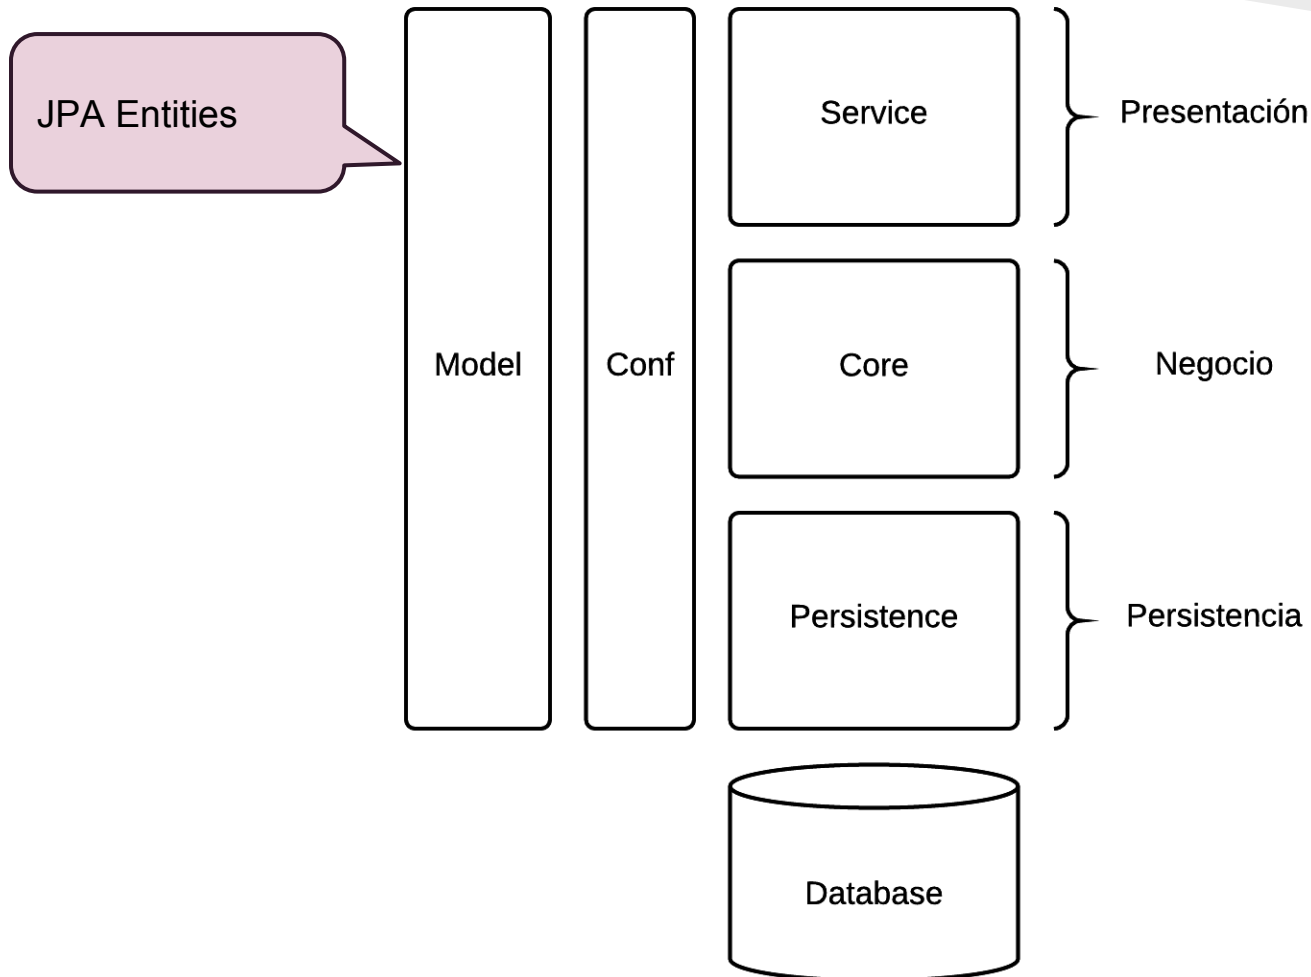 JPA Entities
Service
Presentación
Model
Conf
Core
Negocio
Persistence
Persistencia
Database